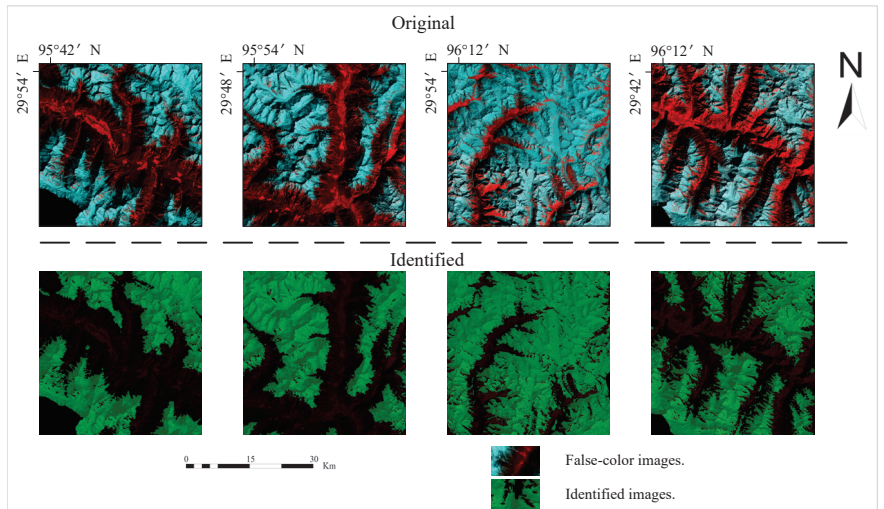 Original
95°42′ N
95°54′ N
96°12′ N
96°12′ N
29°54′ E
29°48′ E
29°54′ E
29°42′ E
N
Identified
0 15 30
Km
False-color images.
Identified images.